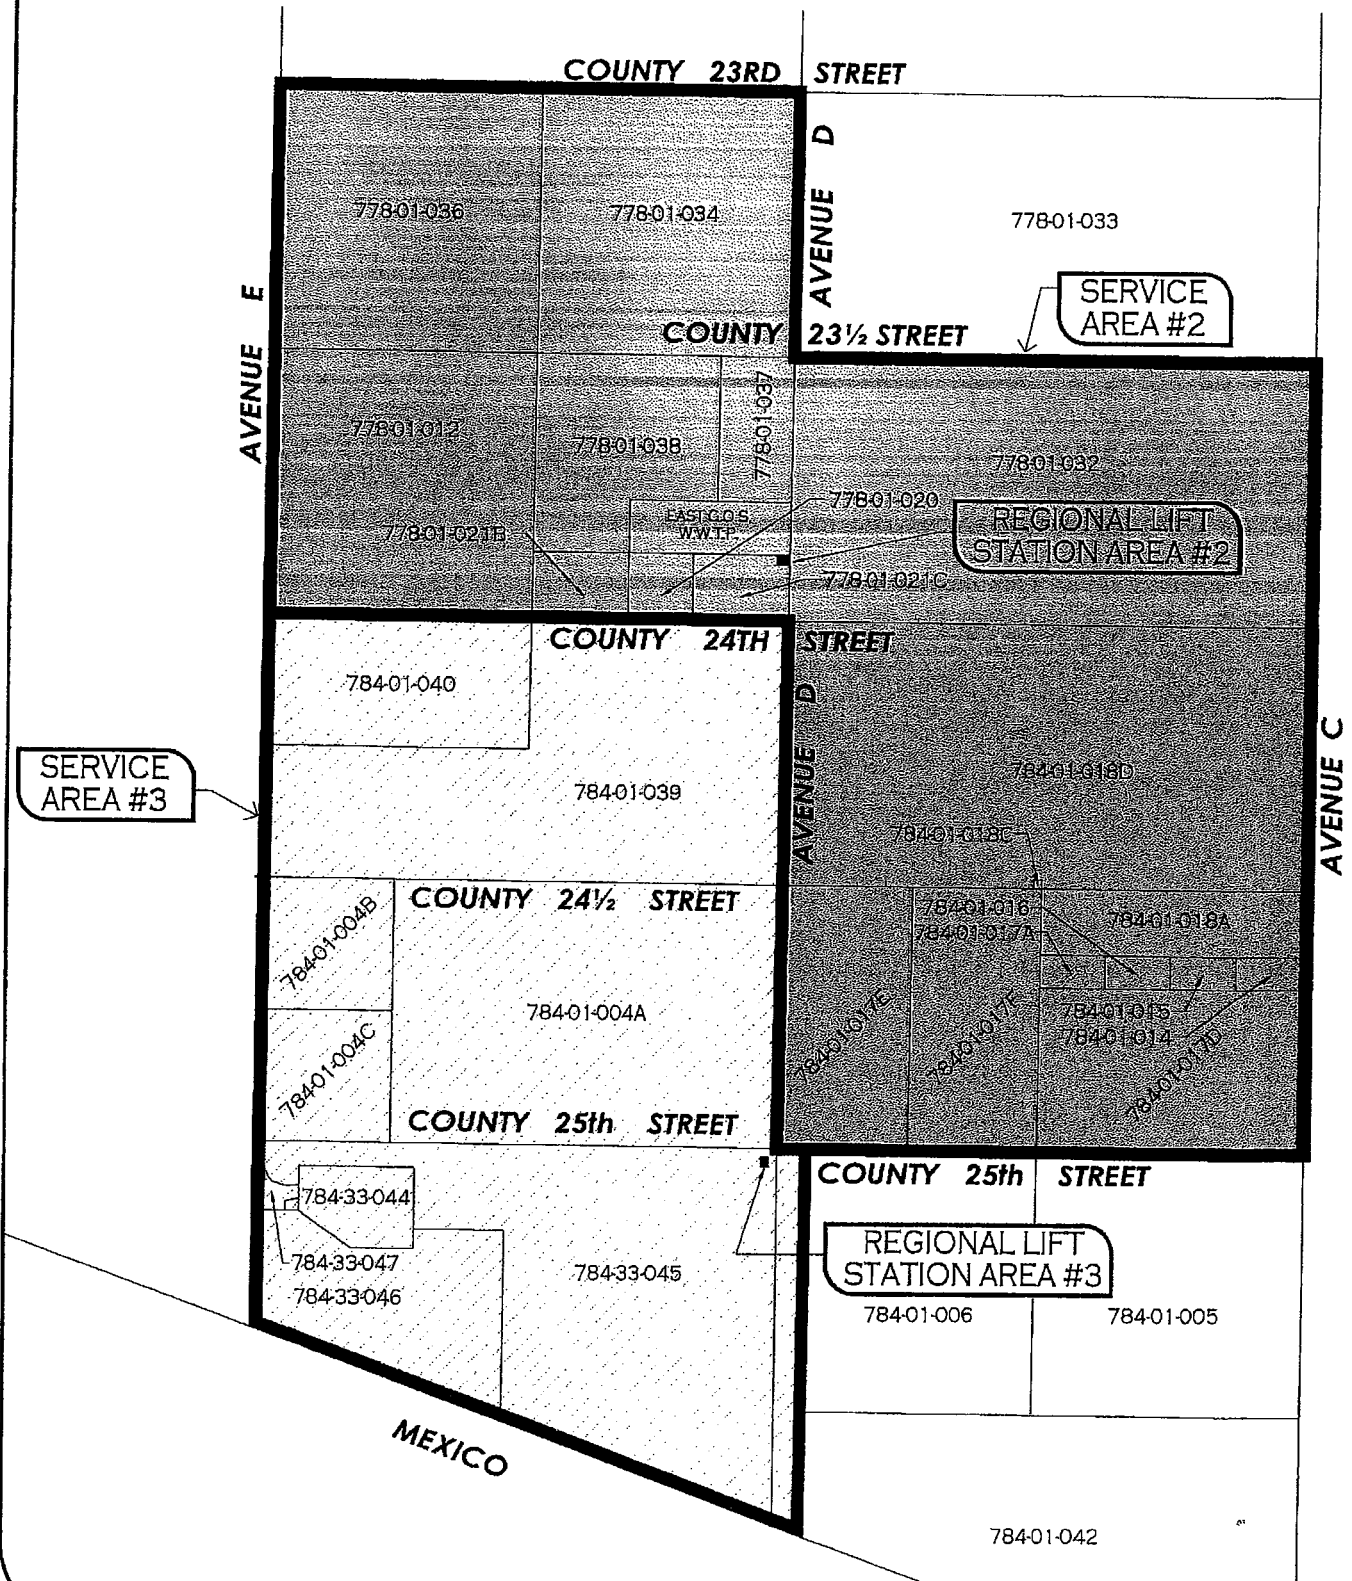 COUNTY 23RD STREET
AVENUE D
778-01-036
778-01-034
778-01-033
AVENUE E
SERVICE
AREA #2
COUNTY 23½ STREET
778-01-037
778-01-012
778-01-038
778-01-032
778-01-020
EAST C.O.S.
W.W.T.F.
778-01-021B
REGIONAL LIFT
STATION AREA #2
778-01-021C
COUNTY 24TH STREET
784-01-040
AVENUE D
AVENUE C
SERVICE
AREA #3
784-01-039
784-01-018D
784-01-018C
COUNTY 24½ STREET
784-01-004B
784-01-016
784-01-017A
784-01-018A
784-01-004A
784-01-015
784-01-014
784-01-017E
784-01-017F
784-01-017D
784-01-004C
COUNTY 25th STREET
COUNTY 25th STREET
784-33-044
REGIONAL LIFT
STATION AREA #3
784-33-047
784-33-046
784-33-045
784-01-006
784-01-005
MEXICO
784-01-042